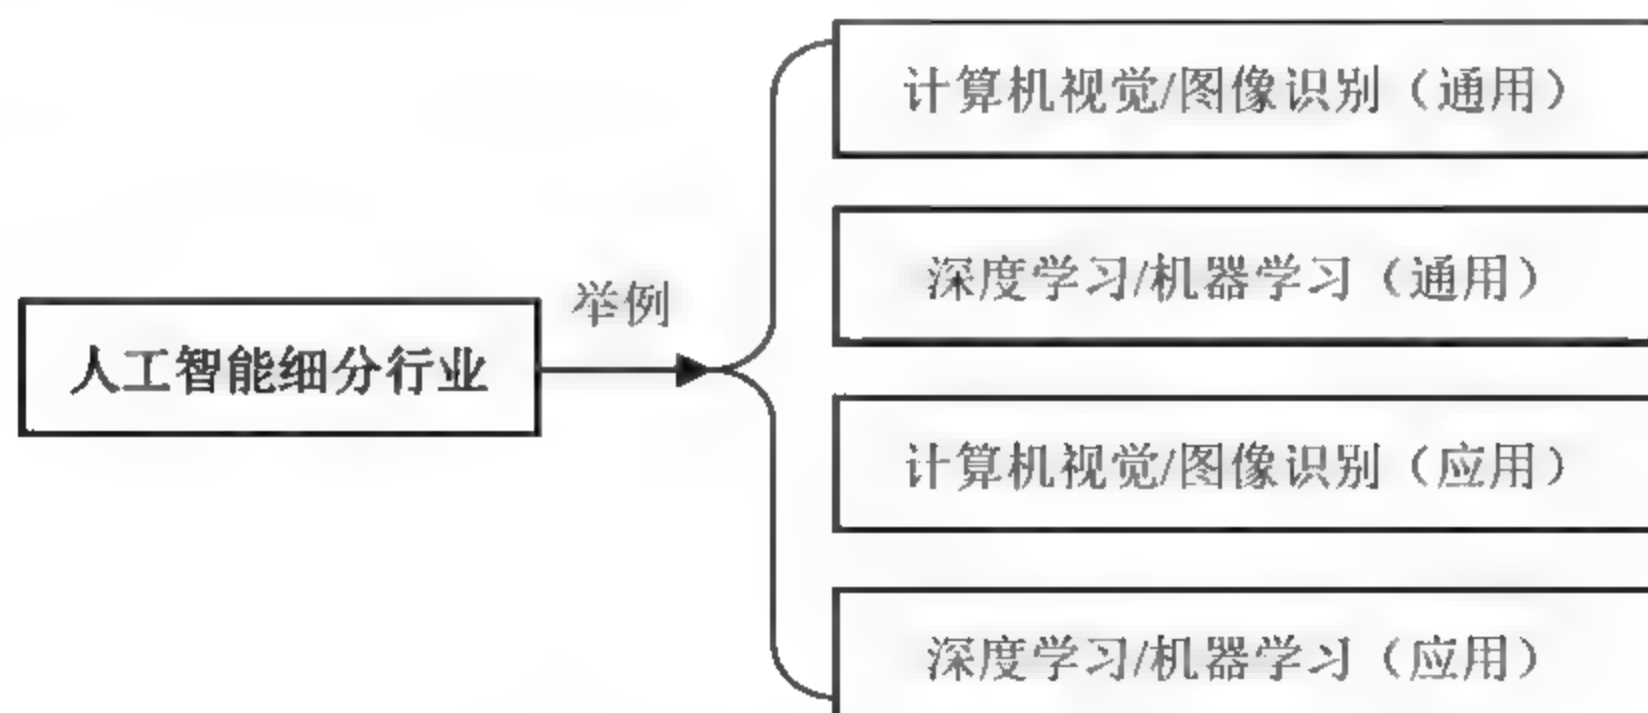 计算机视觉/图像识别（通用）
深度学习/机器学习（通用）
举例
人工智能细分行业
计算机视觉/图像识别（应用）
深度学习/机器学习（应用）